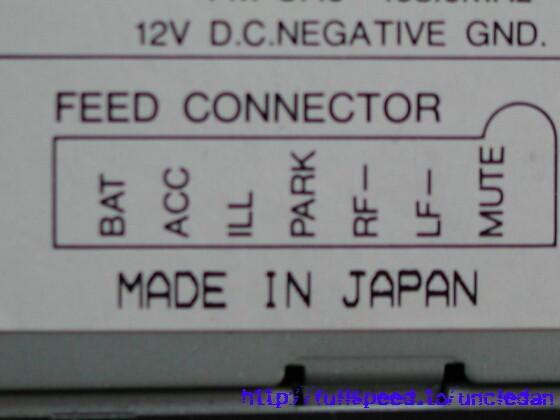 12V D.C.NEGATIVE GND.
FEED CONNECTOR
BAT
ACC
ILL
PARK
RF–
LF–
MUTE
MADE IN JAPAN
http://fullspeed.to/uncledan